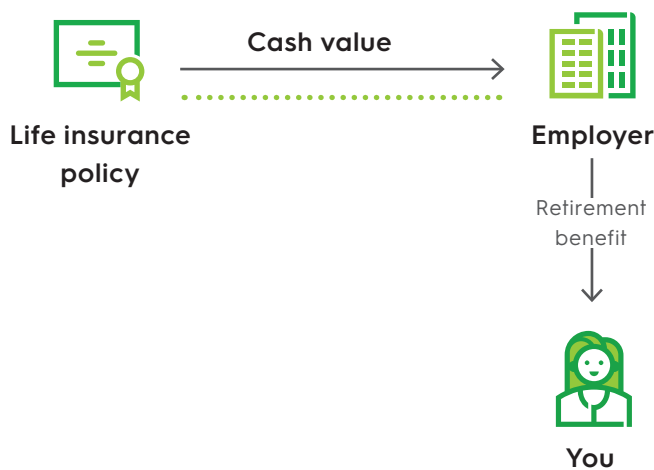 Cash value
Life insurance
policy
Employer
Retirement
benefit
You